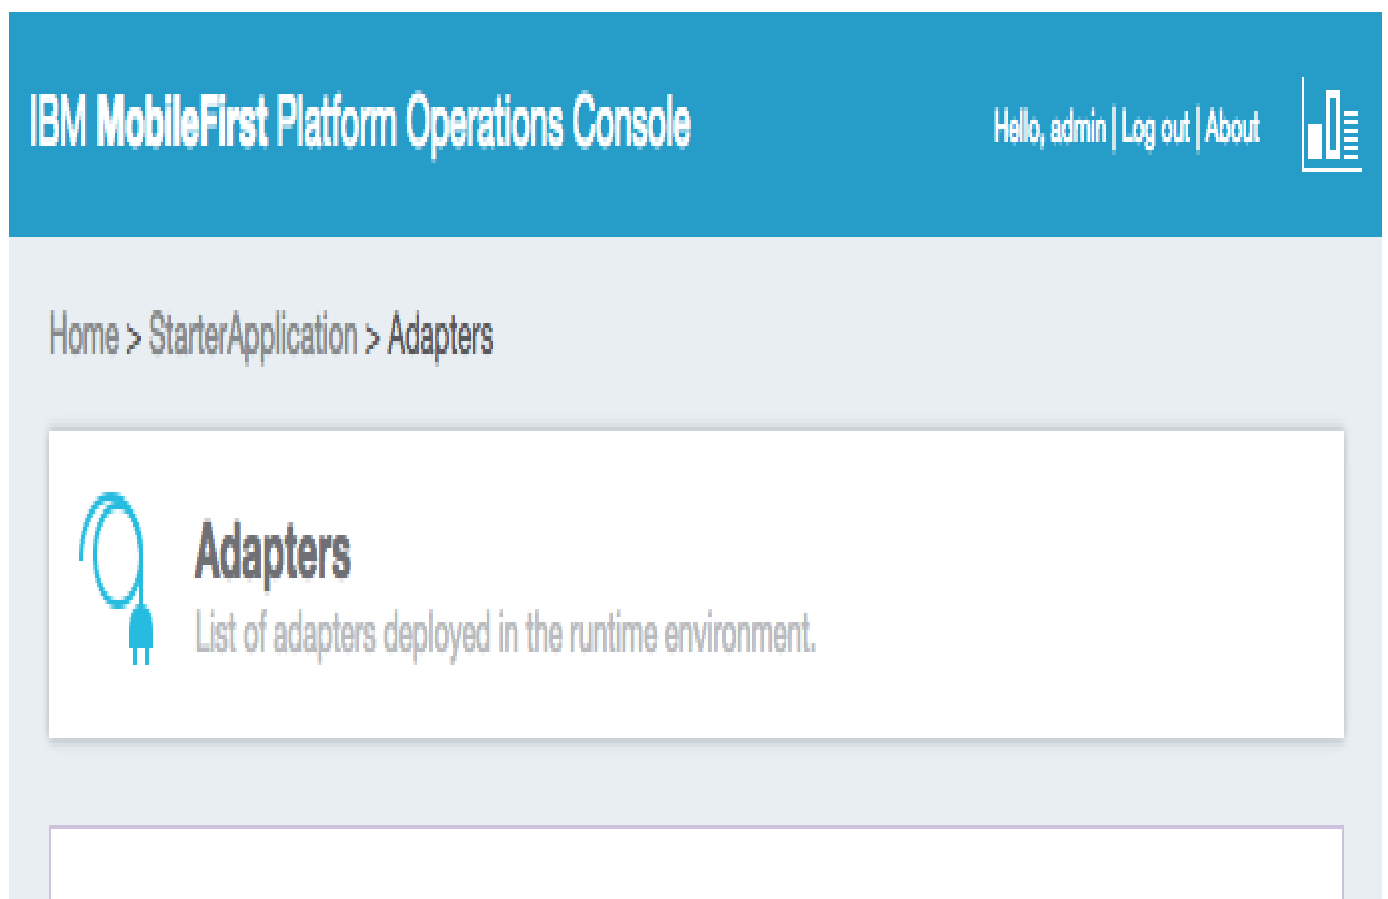 IBM MobileFirst Platform Operations Console
Hello, admin | Log out | About
Home > StarterApplication > Adapters
Adapters
List of adapters deployed in the runtime environment.